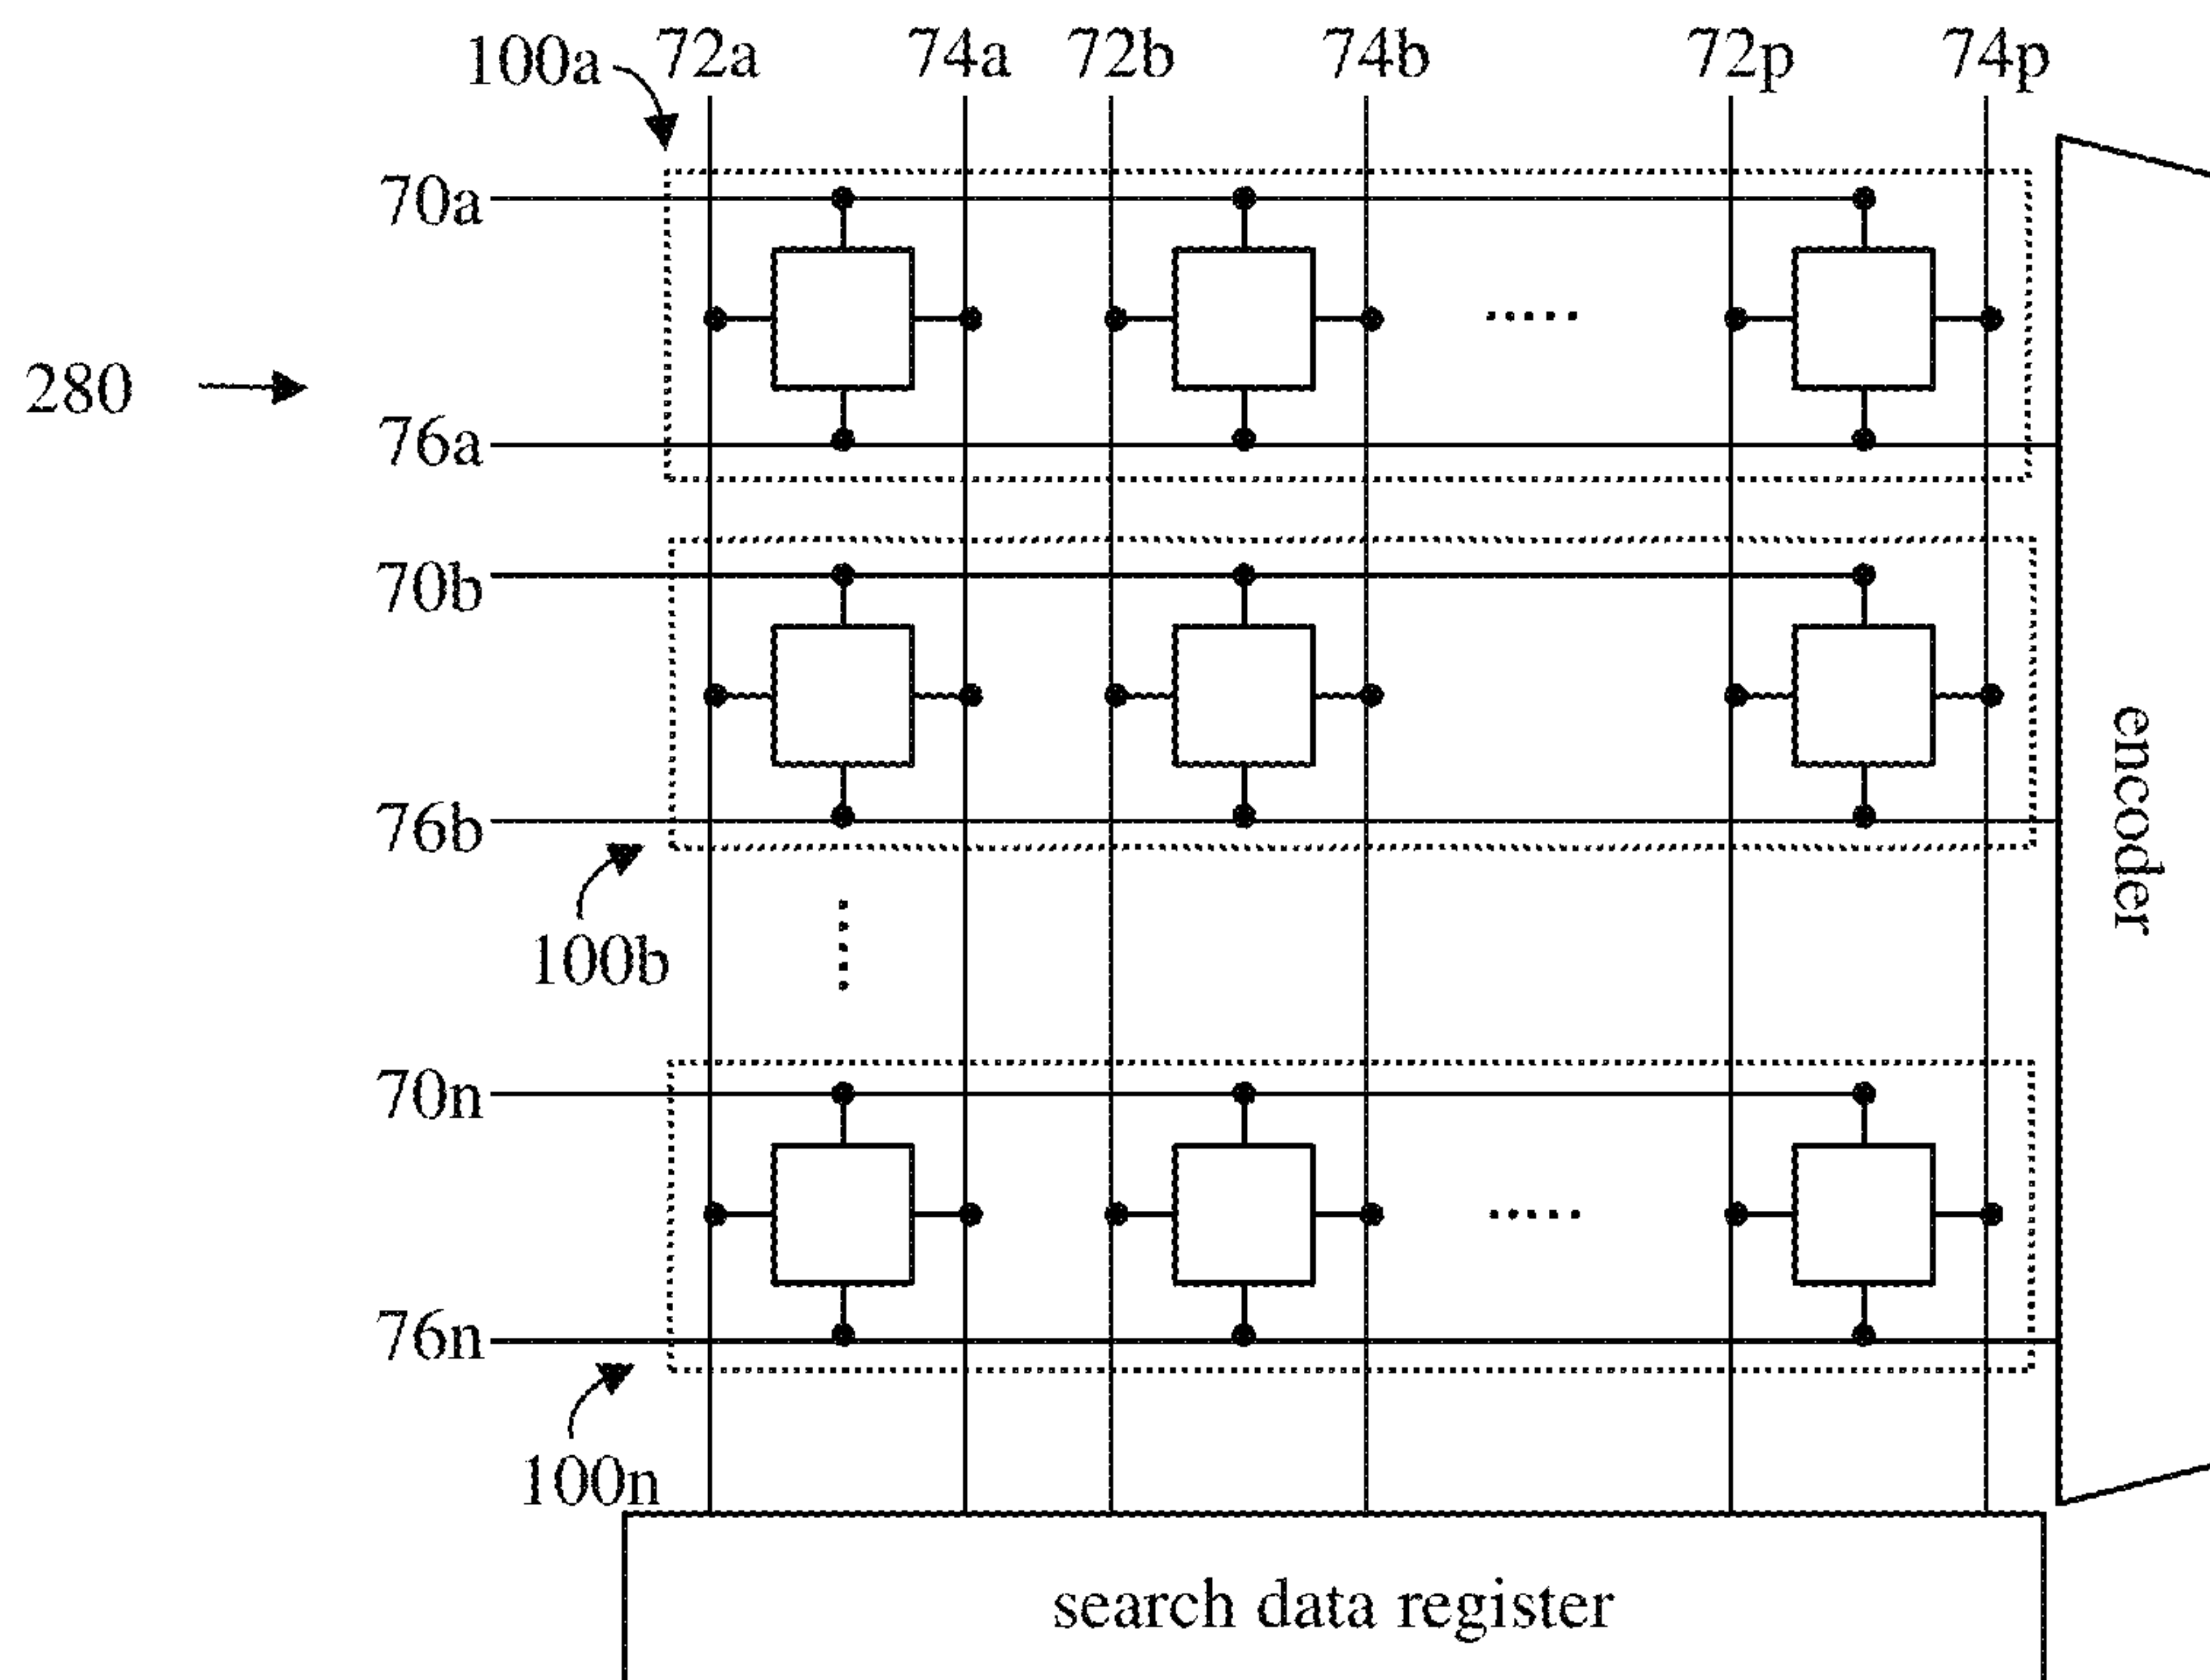 100a 72a 74a 72b 74b 72p 74p
70a
280
76a
70b
76b
100b
encoder
70n
76n
100n
search data register